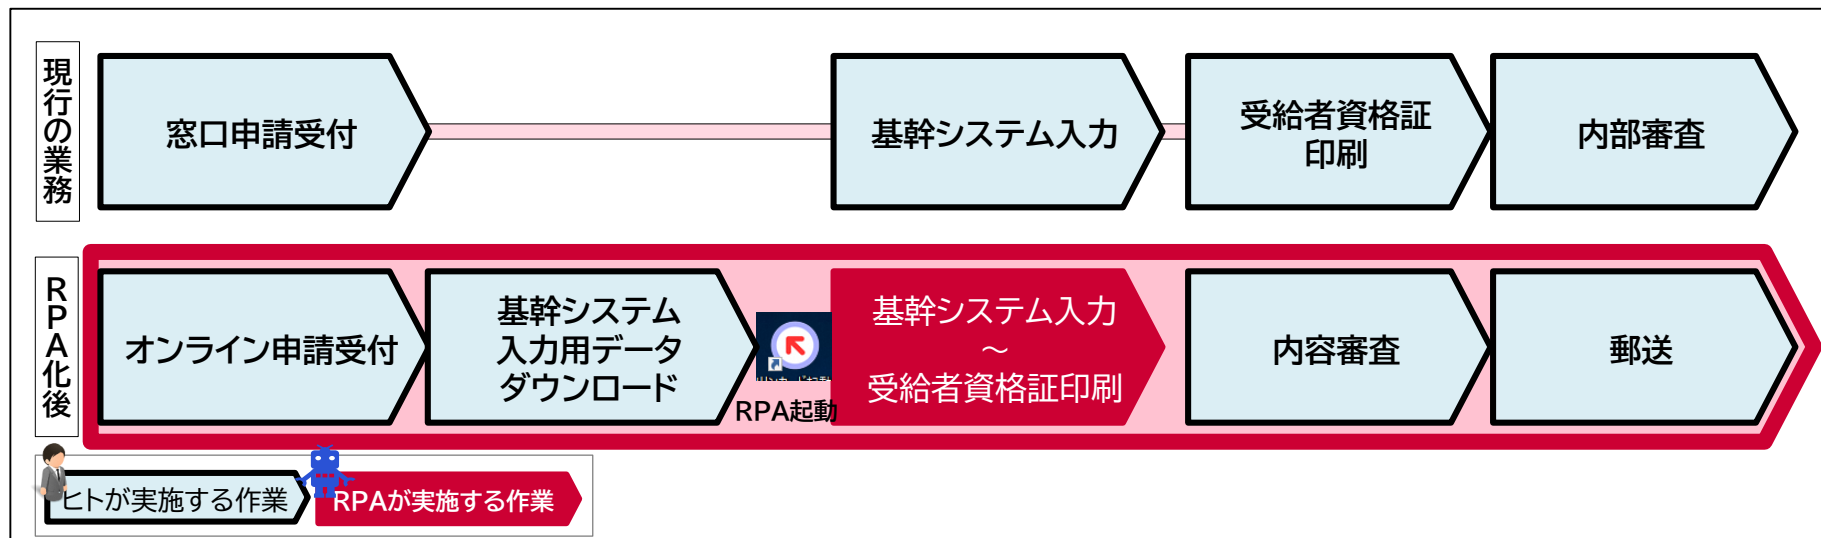 現行の業務
窓口申請受付
基幹システム入力
受給者資格証
印刷
内部審査
RPA化後
オンライン申請受付
基幹システム
入力用データ
ダウンロード
RPA起動
基幹システム入力
～
受給者資格証印刷
内容審査
郵送
ヒトが実施する作業
RPAが実施する作業